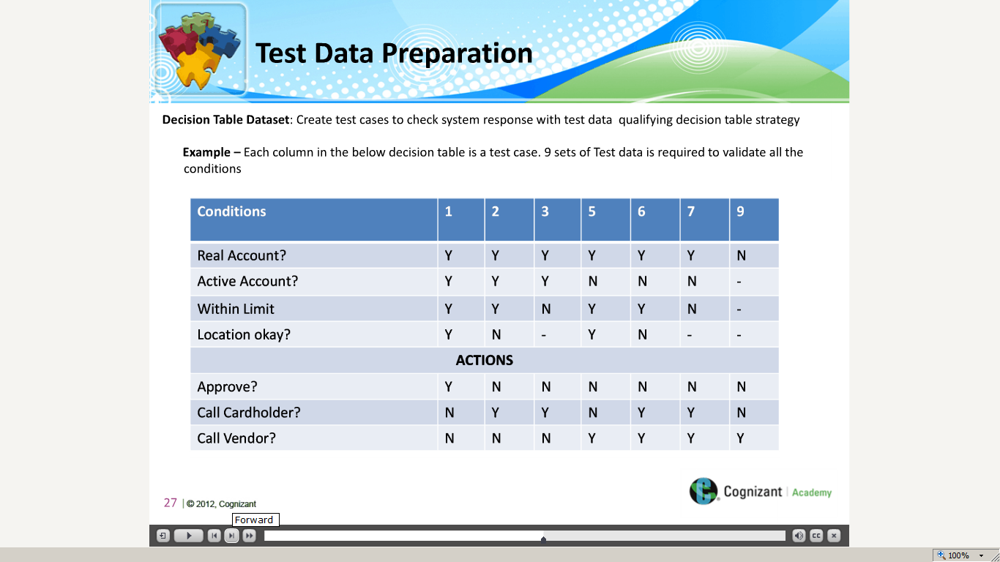 Test Data Preparation
Decision Table Dataset: Create test cases to check system response with test data  qualifying decision table strategy
Example – Each column in the below decision table is a test case. 9 sets of Test data is required to validate all the
conditions
Conditions 1 2 3 5 6 7 9
Real Account? Y Y Y Y Y Y N
Active Account? Y Y Y N N N -
Within Limit Y Y N Y Y N -
Location okay? Y N - Y N - -
ACTIONS
Approve? Y N N N N N N
Call Cardholder? N Y Y N Y Y N
Call Vendor? N N N Y Y Y Y
Cognizant | Academy
27 | © 2012, Cognizant
Forward
CC
100%